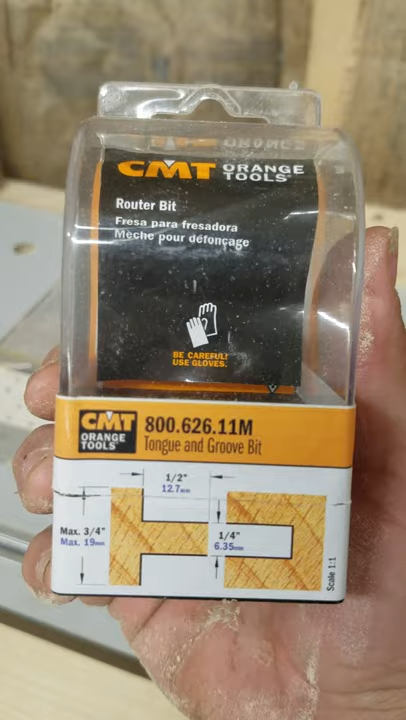 CMT ORANGE
TOOLS®
Router Bit
Fresa para fresadora
Mèche pour défonçage
BE CAREFUL!
USE GLOVES.
CMT
ORANGE
TOOLS®
800.626.11M
Tongue and Groove Bit
1/2"
12.7mm
Max. 3/4"
Max. 19mm
1/4"
6.35mm
Scale 1:1